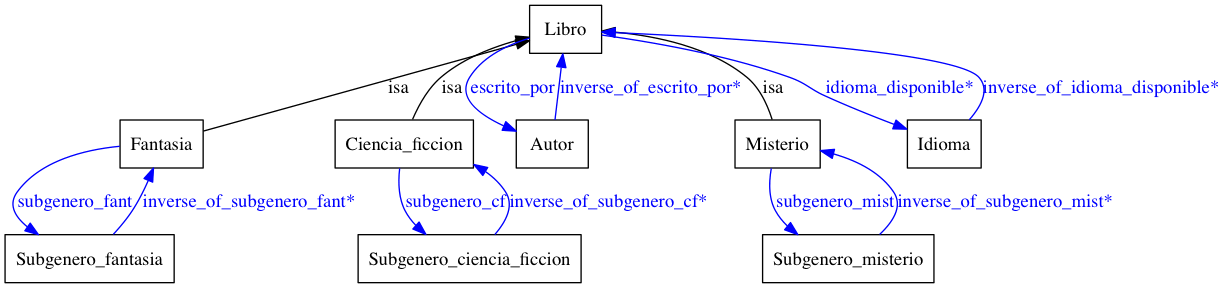 Libro
isa
isa
escrito_por
inverse_of_escrito_por*
isa
idioma_disponible*
inverse_of_idioma_disponible*
Fantasia
Ciencia_ficcion
Autor
Misterio
Idioma
subgenero_fant
inverse_of_subgenero_fant*
subgenero_cf
inverse_of_subgenero_cf*
subgenero_mist
inverse_of_subgenero_mist*
Subgenero_fantasia
Subgenero_ciencia_ficcion
Subgenero_misterio